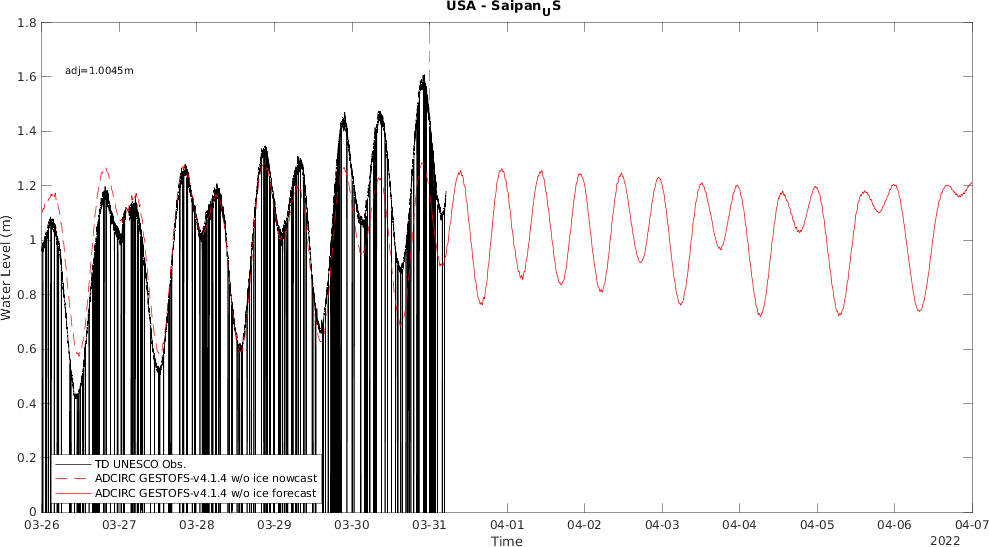 USA - SaipanUS
1.8
1.6
1.4
1.2
1
0.8
0.6
0.4
0.2
0
Water Level (m)
adj=1.0045m
TD UNESCO Obs.
ADCIRC GESTOFS-v4.1.4 w/o ice nowcast
ADCIRC GESTOFS-v4.1.4 w/o ice forecast
03-26 03-27 03-28 03-29 03-30 03-31 04-01 04-02 04-03 04-04 04-05 04-06 04-07
Time
2022